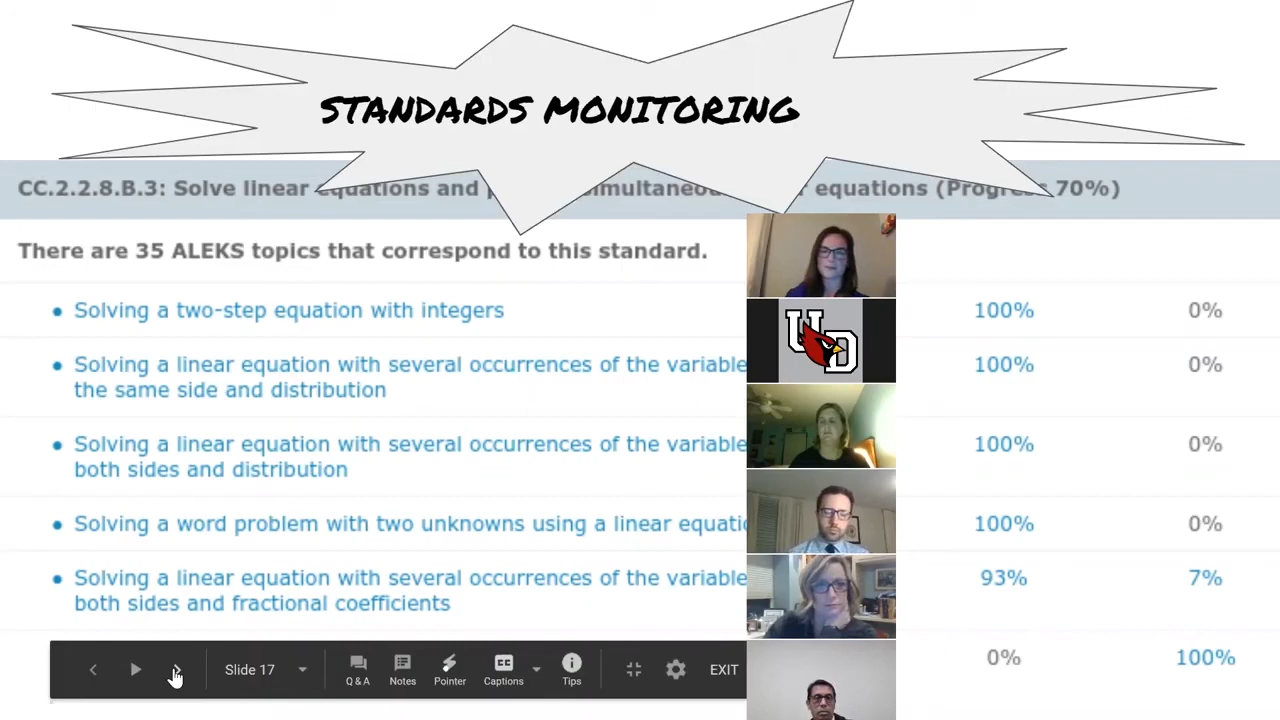 STANDARDS MONITORING
CC.2.2.8.B.3: Solve linear equations and p simultaneou equations (Progress 70%)
There are 35 ALEKS topics that correspond to this standard.
• Solving a two-step equation with integers 100% 0%
• Solving a linear equation with several occurrences of the variable 100% 0%
the same side and distribution
• Solving a linear equation with several occurrences of the variable 100% 0%
both sides and distribution
• Solving a word problem with two unknowns using a linear equatio 100% 0%
• Solving a linear equation with several occurrences of the variable 93% 7%
both sides and fractional coefficients
0% 100%
UD
Slide 17 Q & A Notes Pointer CC Captions Tips EXIT